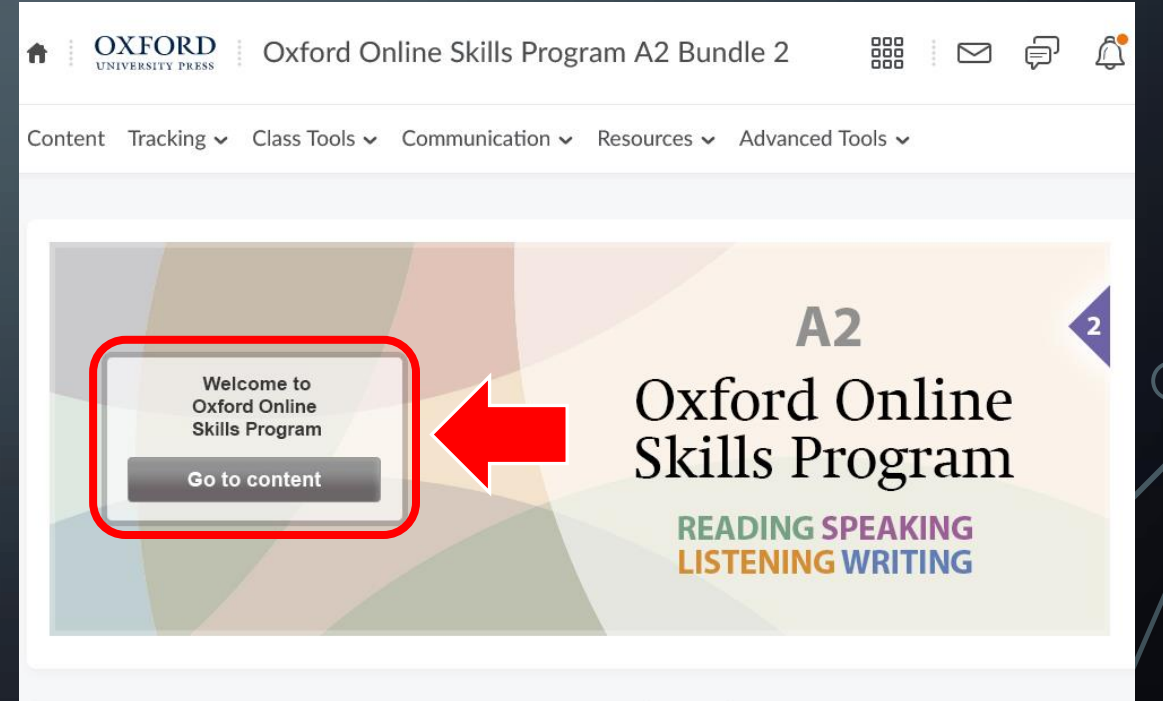 OXFORD
UNIVERSITY PRESS
Oxford Online Skills Program A2 Bundle 2
Content Tracking Class Tools Communication Resources Advanced Tools
Welcome to
Oxford Online
Skills Program
Go to content
A2
2
Oxford Online
Skills Program
READING SPEAKING
LISTENING WRITING